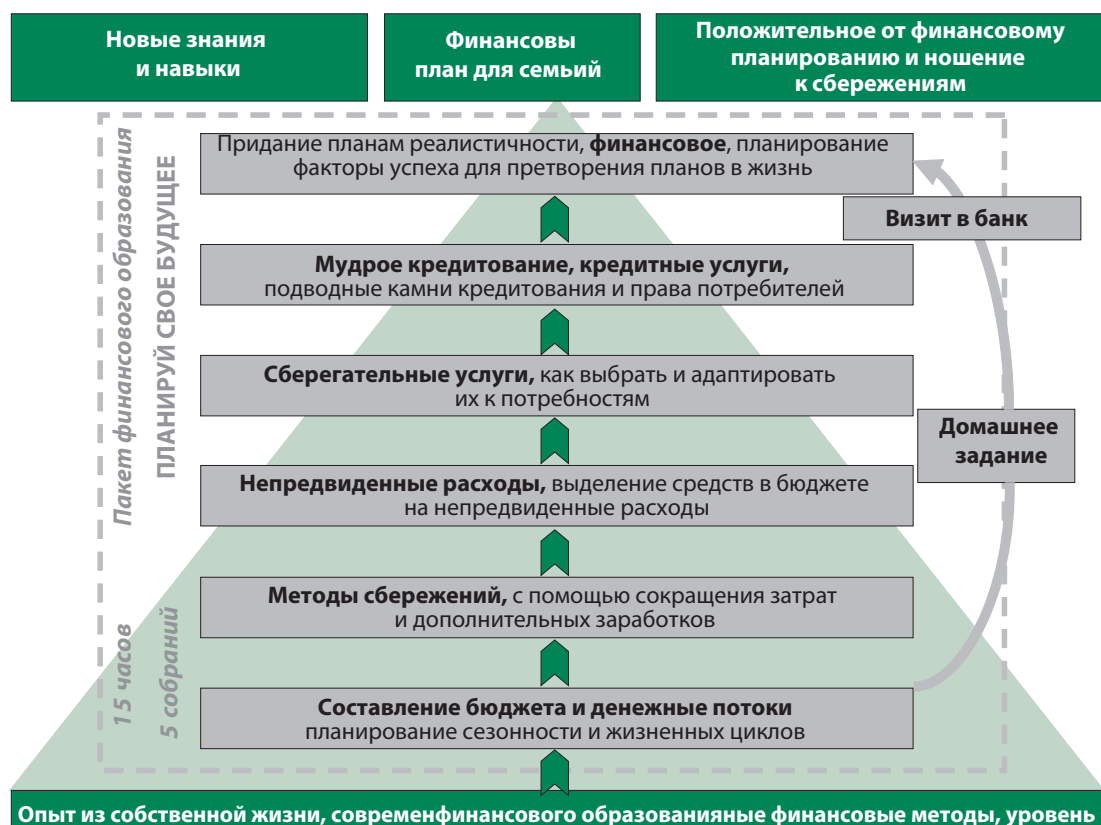 Новые знания
и навыки
Финансовы
план для семьий
Положительное от финансовому
планированию и ношение
к сбережениям
Пакет финансового образования
ПЛАНИРУЙ СВОЕ БУДУЩЕЕ
15 часов
5 собраний
Придание планам реалистичности, финансовое, планирование
факторы успеха для претворения планов в жизнь
Визит в банк
Мудрое кредитование, кредитные услуги,
подводные камни кредитования и права потребителей
Сберегательные услуги, как выбрать и адаптировать
их к потребностям
Домашнее
задание
Непредвиденные расходы, выделение средств в бюджете
на непредвиденные расходы
Методы сбережений, с помощью сокращения затрат
и дополнительных заработков
Составление бюджета и денежные потоки
планирование сезонности и жизненных циклов
Опыт из собственной жизни, современфинансового образованияные финансовые методы, уровень